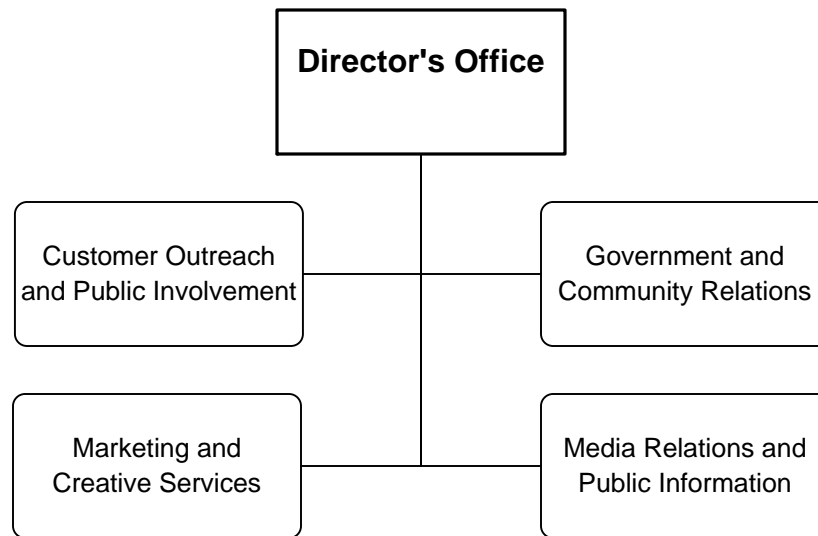 Director's Office
Customer Outreach
and Public Involvement
Government and
Community Relations
Marketing and
Creative Services
Media Relations and
Public Information